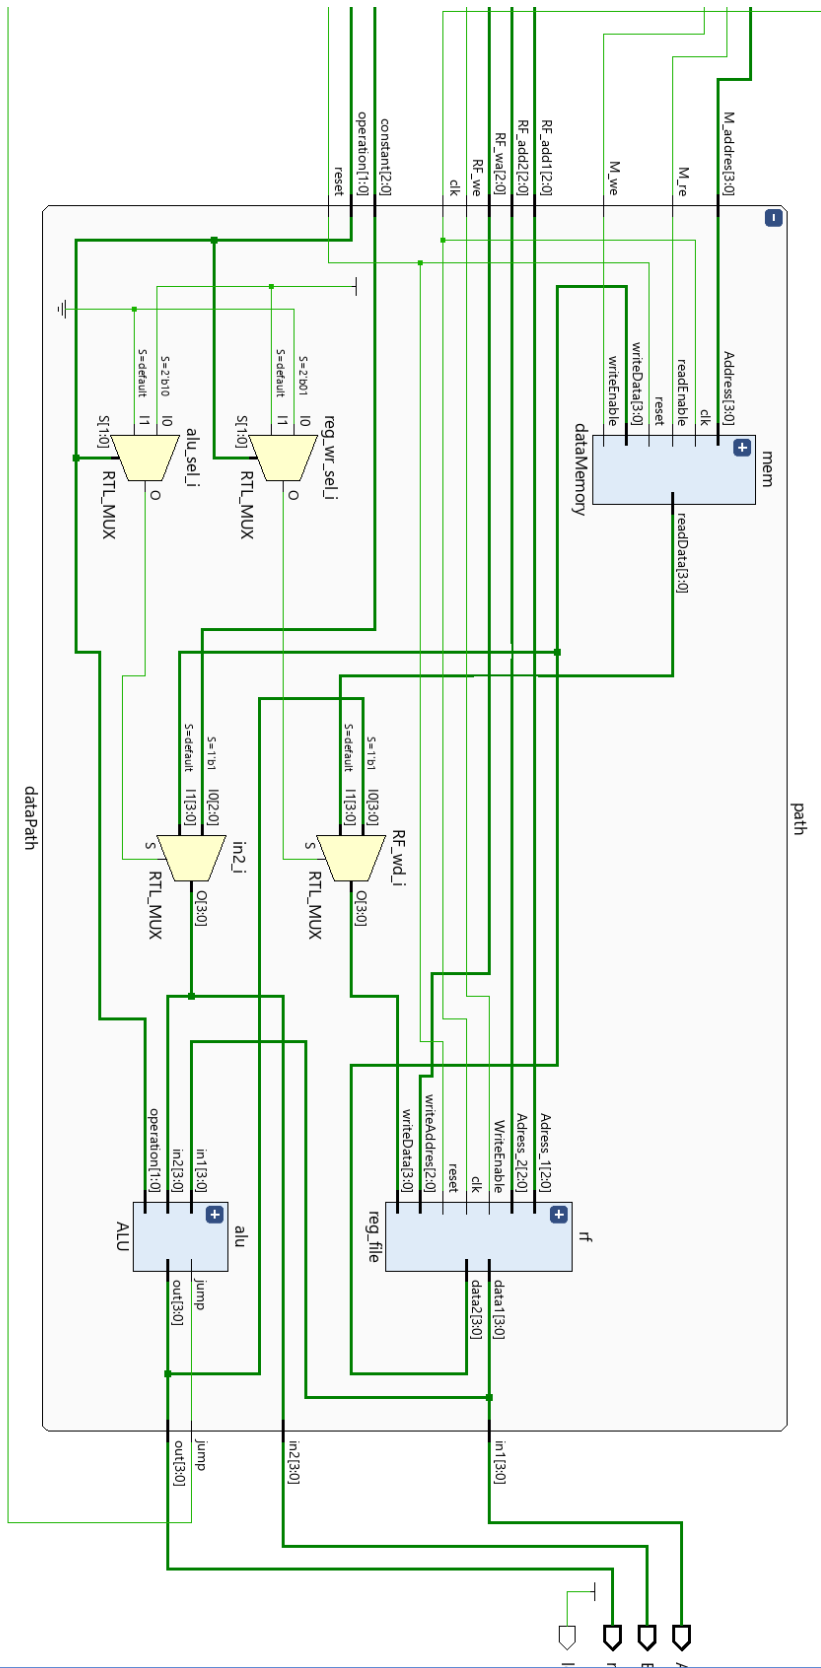 path
M_addres[3:0]
M_re
M_we
RF_add1[2:0]
RF_add2[2:0]
RF_wa[2:0]
RF_we
clk
constant[2:0]
operation[1:0]
reset
mem
Address[3:0]
clk
readEnable
reset
writeData[3:0]
writeEnable
readData[3:0]
dataMemory
reg_wr_sel_i
S=2'b01
I0
S=default
I1
S[1:0]
O
RTL_MUX
alu_sel_i
S=2'b10
I0
S=default
I1
S[1:0]
O
RTL_MUX
RF_wd_i
S=1'b1
I0[3:0]
S=default
I1[3:0]
S
O[3:0]
RTL_MUX
in2_i
S=1'b1
I0[2:0]
S=default
I1[3:0]
S
O[3:0]
RTL_MUX
rf
Adress_1[2:0]
Adress_2[2:0]
WriteEnable
clk
reset
writeAddres[2:0]
writeData[3:0]
data1[3:0]
data2[3:0]
reg_file
alu
in1[3:0]
in2[3:0]
operation[1:0]
jump
out[3:0]
ALU
in1[3:0]
in2[3:0]
jump
out[3:0]
dataPath